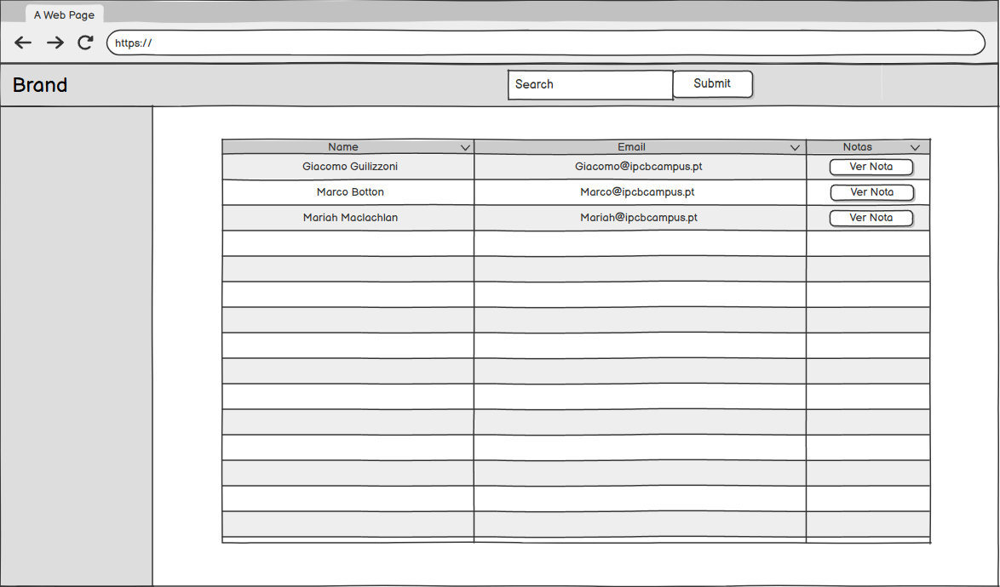 A Web Page
https://
Brand
Search
Submit
Name Email Notas
Giacomo Guilizzoni Giacomo@ipcbcampus.pt Ver Nota
Marco Botton Marco@ipcbcampus.pt Ver Nota
Mariah Maclachlan Mariah@ipcbcampus.pt Ver Nota